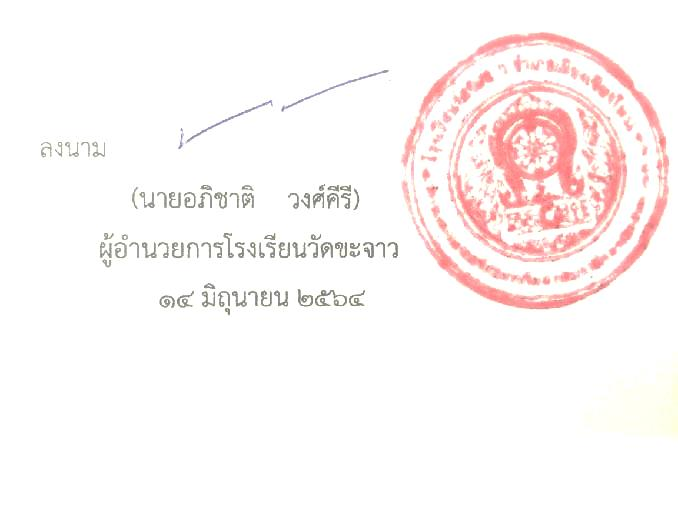 ลงนาม
(นายอภิชาติ วงศ์คีรี)
ผู้อำนวยการโรงเรียนวัดขะจาว
๑๔ มิถุนายน ๒๕๖๔